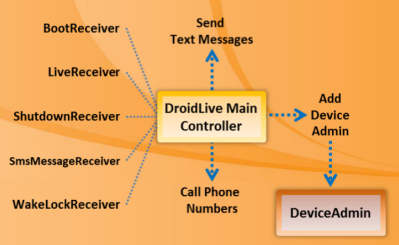 BootReceiver
LiveReceiver
ShutdownReceiver
SmsMessageReceiver
WakeLockReceiver
Send
Text Messages
DroidLive Main
Controller
Call Phone
Numbers
Add
Device
Admin
DeviceAdmin